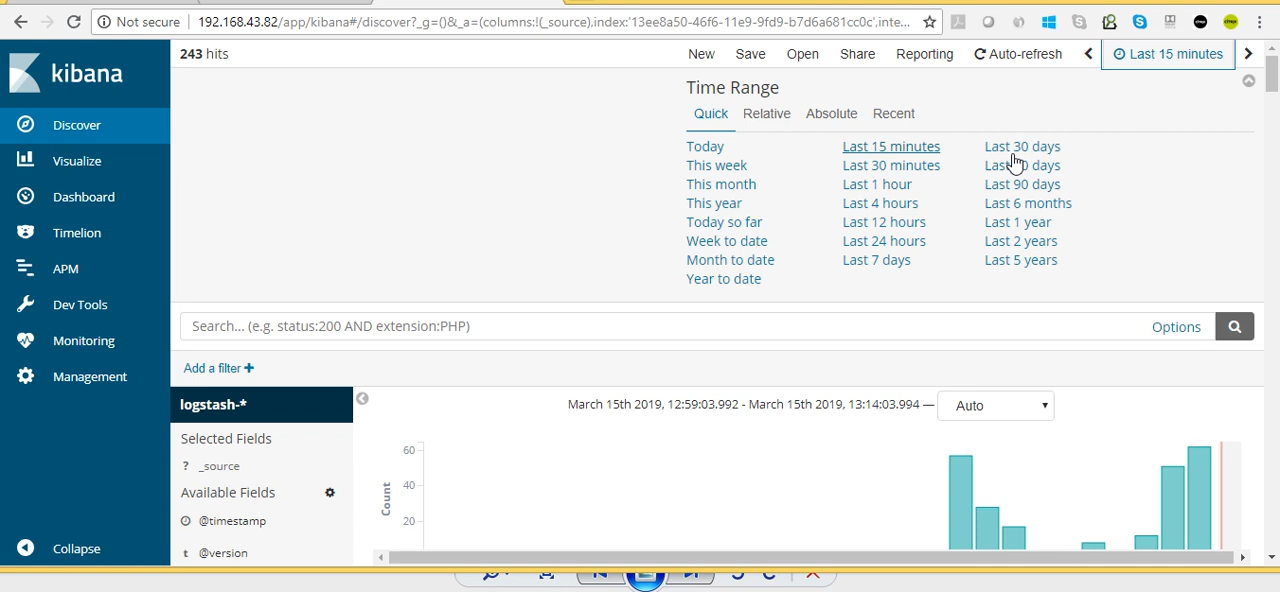 Not secure 192.168.43.82/app/kibana#/discover?_g=()&_a=(columns:!(_source),index:'13ee8a50-46f6-11e9-9fd9-b7d6a681cc0c',inte...
kibana
Discover
Visualize
Dashboard
Timelion
APM
Dev Tools
Monitoring
Management
Collapse
243 hits New Save Open Share Reporting Auto-refresh Last 15 minutes
Time Range
Quick Relative Absolute Recent
Today Last 15 minutes Last 30 days
This week Last 30 minutes Last days
This month Last 1 hour Last 90 days
This year Last 4 hours Last 6 months
Today so far Last 12 hours Last 1 year
Week to date Last 24 hours Last 2 years
Month to date Last 7 days Last 5 years
Year to date
Search... (e.g. status:200 AND extension:PHP) Options
Add a filter +
logstash-*
Selected Fields
? _source
Available Fields
@timestamp
t @version
March 15th 2019, 12:59:03.992 - March 15th 2019, 13:14:03.994 — Auto
60
40
20
Count